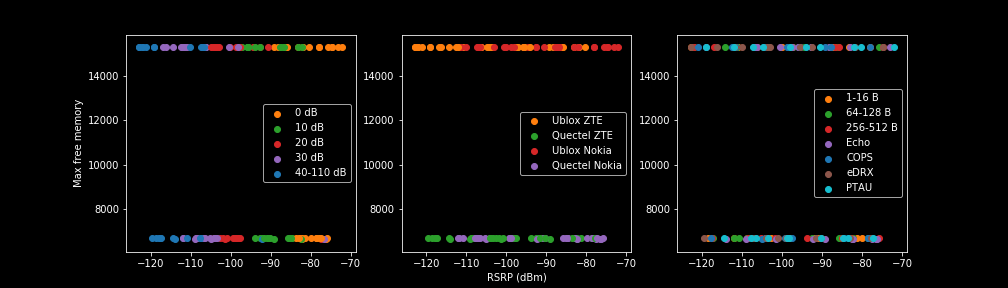 Max free memory
14000
12000
10000
8000
−120 −110 −100 −90 −80 −70
0 dB
10 dB
20 dB
30 dB
40-110 dB
14000
12000
10000
8000
−120 −110 −100 −90 −80 −70
Ublox ZTE
Quectel ZTE
Ublox Nokia
Quectel Nokia
RSRP (dBm)
14000
12000
10000
8000
−120 −110 −100 −90 −80 −70
1-16 B
64-128 B
256-512 B
Echo
COPS
eDRX
PTAU